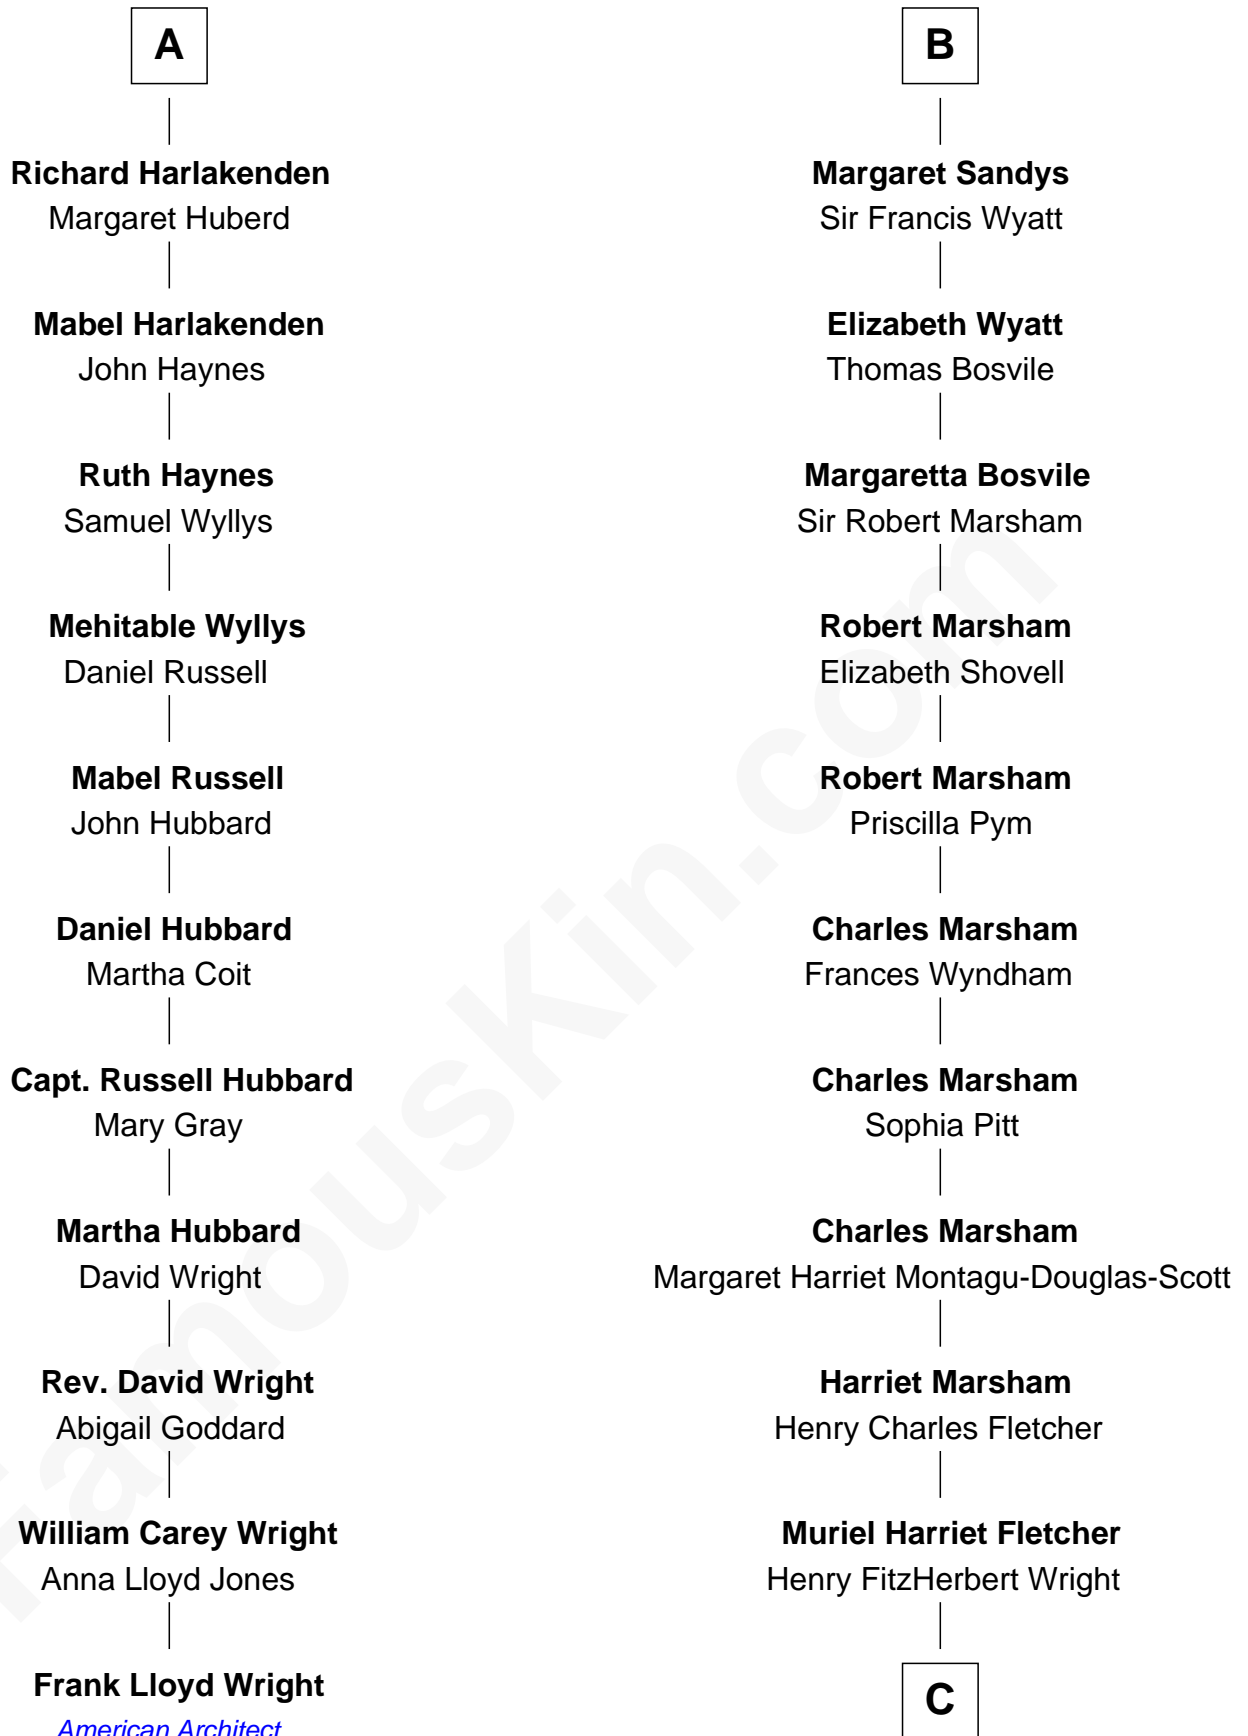 A
Richard Harlakenden
Margaret Huberd
Mabel Harlakenden
John Haynes
Ruth Haynes
Samuel Wyllys
Mehitable Wyllys
Daniel Russell
Mabel Russell
John Hubbard
Daniel Hubbard
Martha Coit
Capt. Russell Hubbard
Mary Gray
Martha Hubbard
David Wright
Rev. David Wright
Abigail Goddard
William Carey Wright
Anna Lloyd Jones
Frank Lloyd Wright
American Architect
B
Margaret Sandys
Sir Francis Wyatt
Elizabeth Wyatt
Thomas Bosvile
Margaretta Bosvile
Sir Robert Marsham
Robert Marsham
Elizabeth Shovell
Robert Marsham
Priscilla Pym
Charles Marsham
Frances Wyndham
Charles Marsham
Sophia Pitt
Charles Marsham
Margaret Harriet Montagu-Douglas-Scott
Harriet Marsham
Henry Charles Fletcher
Muriel Harriet Fletcher
Henry FitzHerbert Wright
C
FamousKin.com